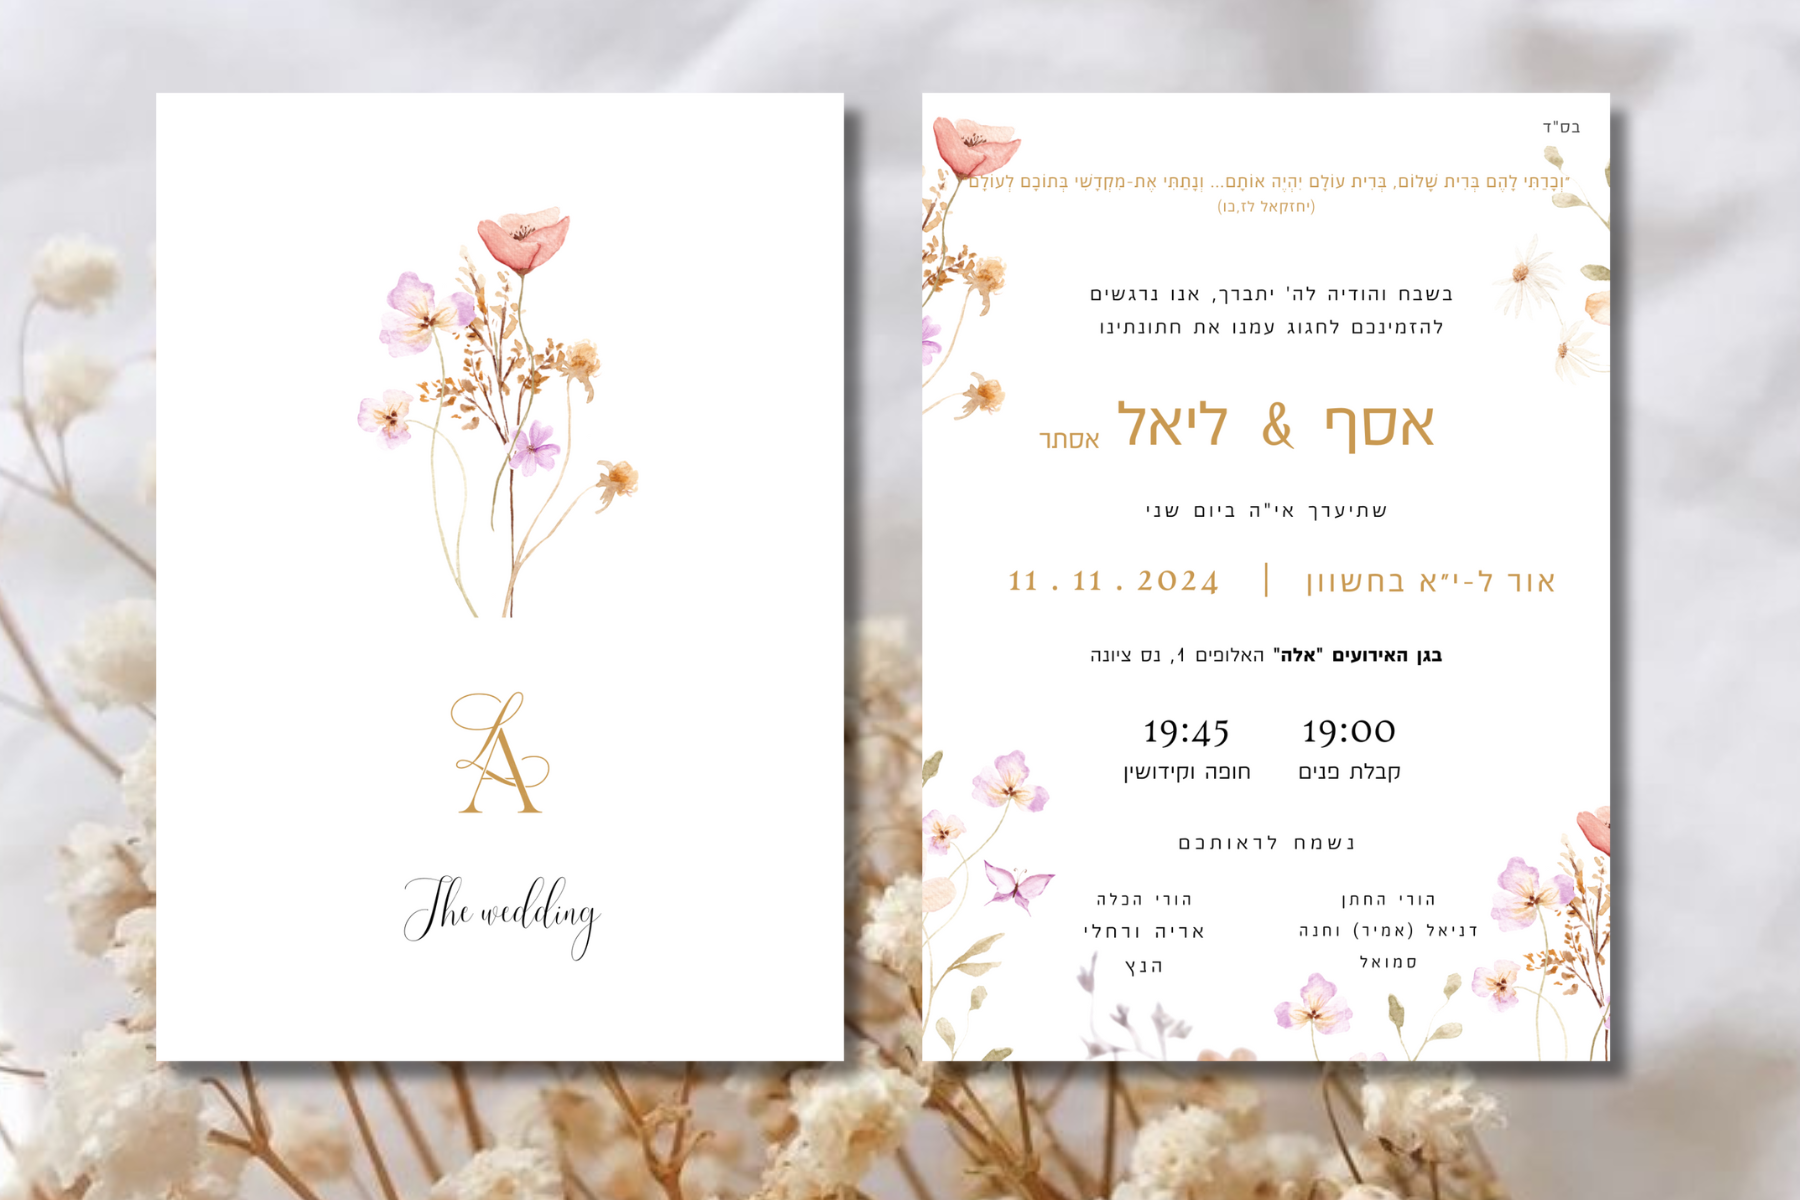 LA
The wedding
בס"ד
"וְכָרַתִּי לָהֶם בְּרִית שָׁלוֹם, בְּרִית עוֹלָם יִהְיֶה אוֹתָם... וְנָתַתִּי אֶת-מִקְדָּשִׁי בְּתוֹכָם לְעוֹלָם
(יחזקאל לז,כו)
בשבח והודיה לה' יתברך, אנו נרגשים
להזמינכם לחגוג עמנו את חתונתינו
אסף & ליאל אסתר
שתיערך אי"ה ביום שני
אור ל-י״א בחשוון | 11 . 11 . 2024
בגן האירועים "אלה" האלופים 1, נס ציונה
19:00 19:45
קבלת פנים חופה וקידושין
נשמח לראותכם
הורי החתן
דניאל (אמיר) וחנה
סמואל
הורי הכלה
אריה ורחלי
הנץ